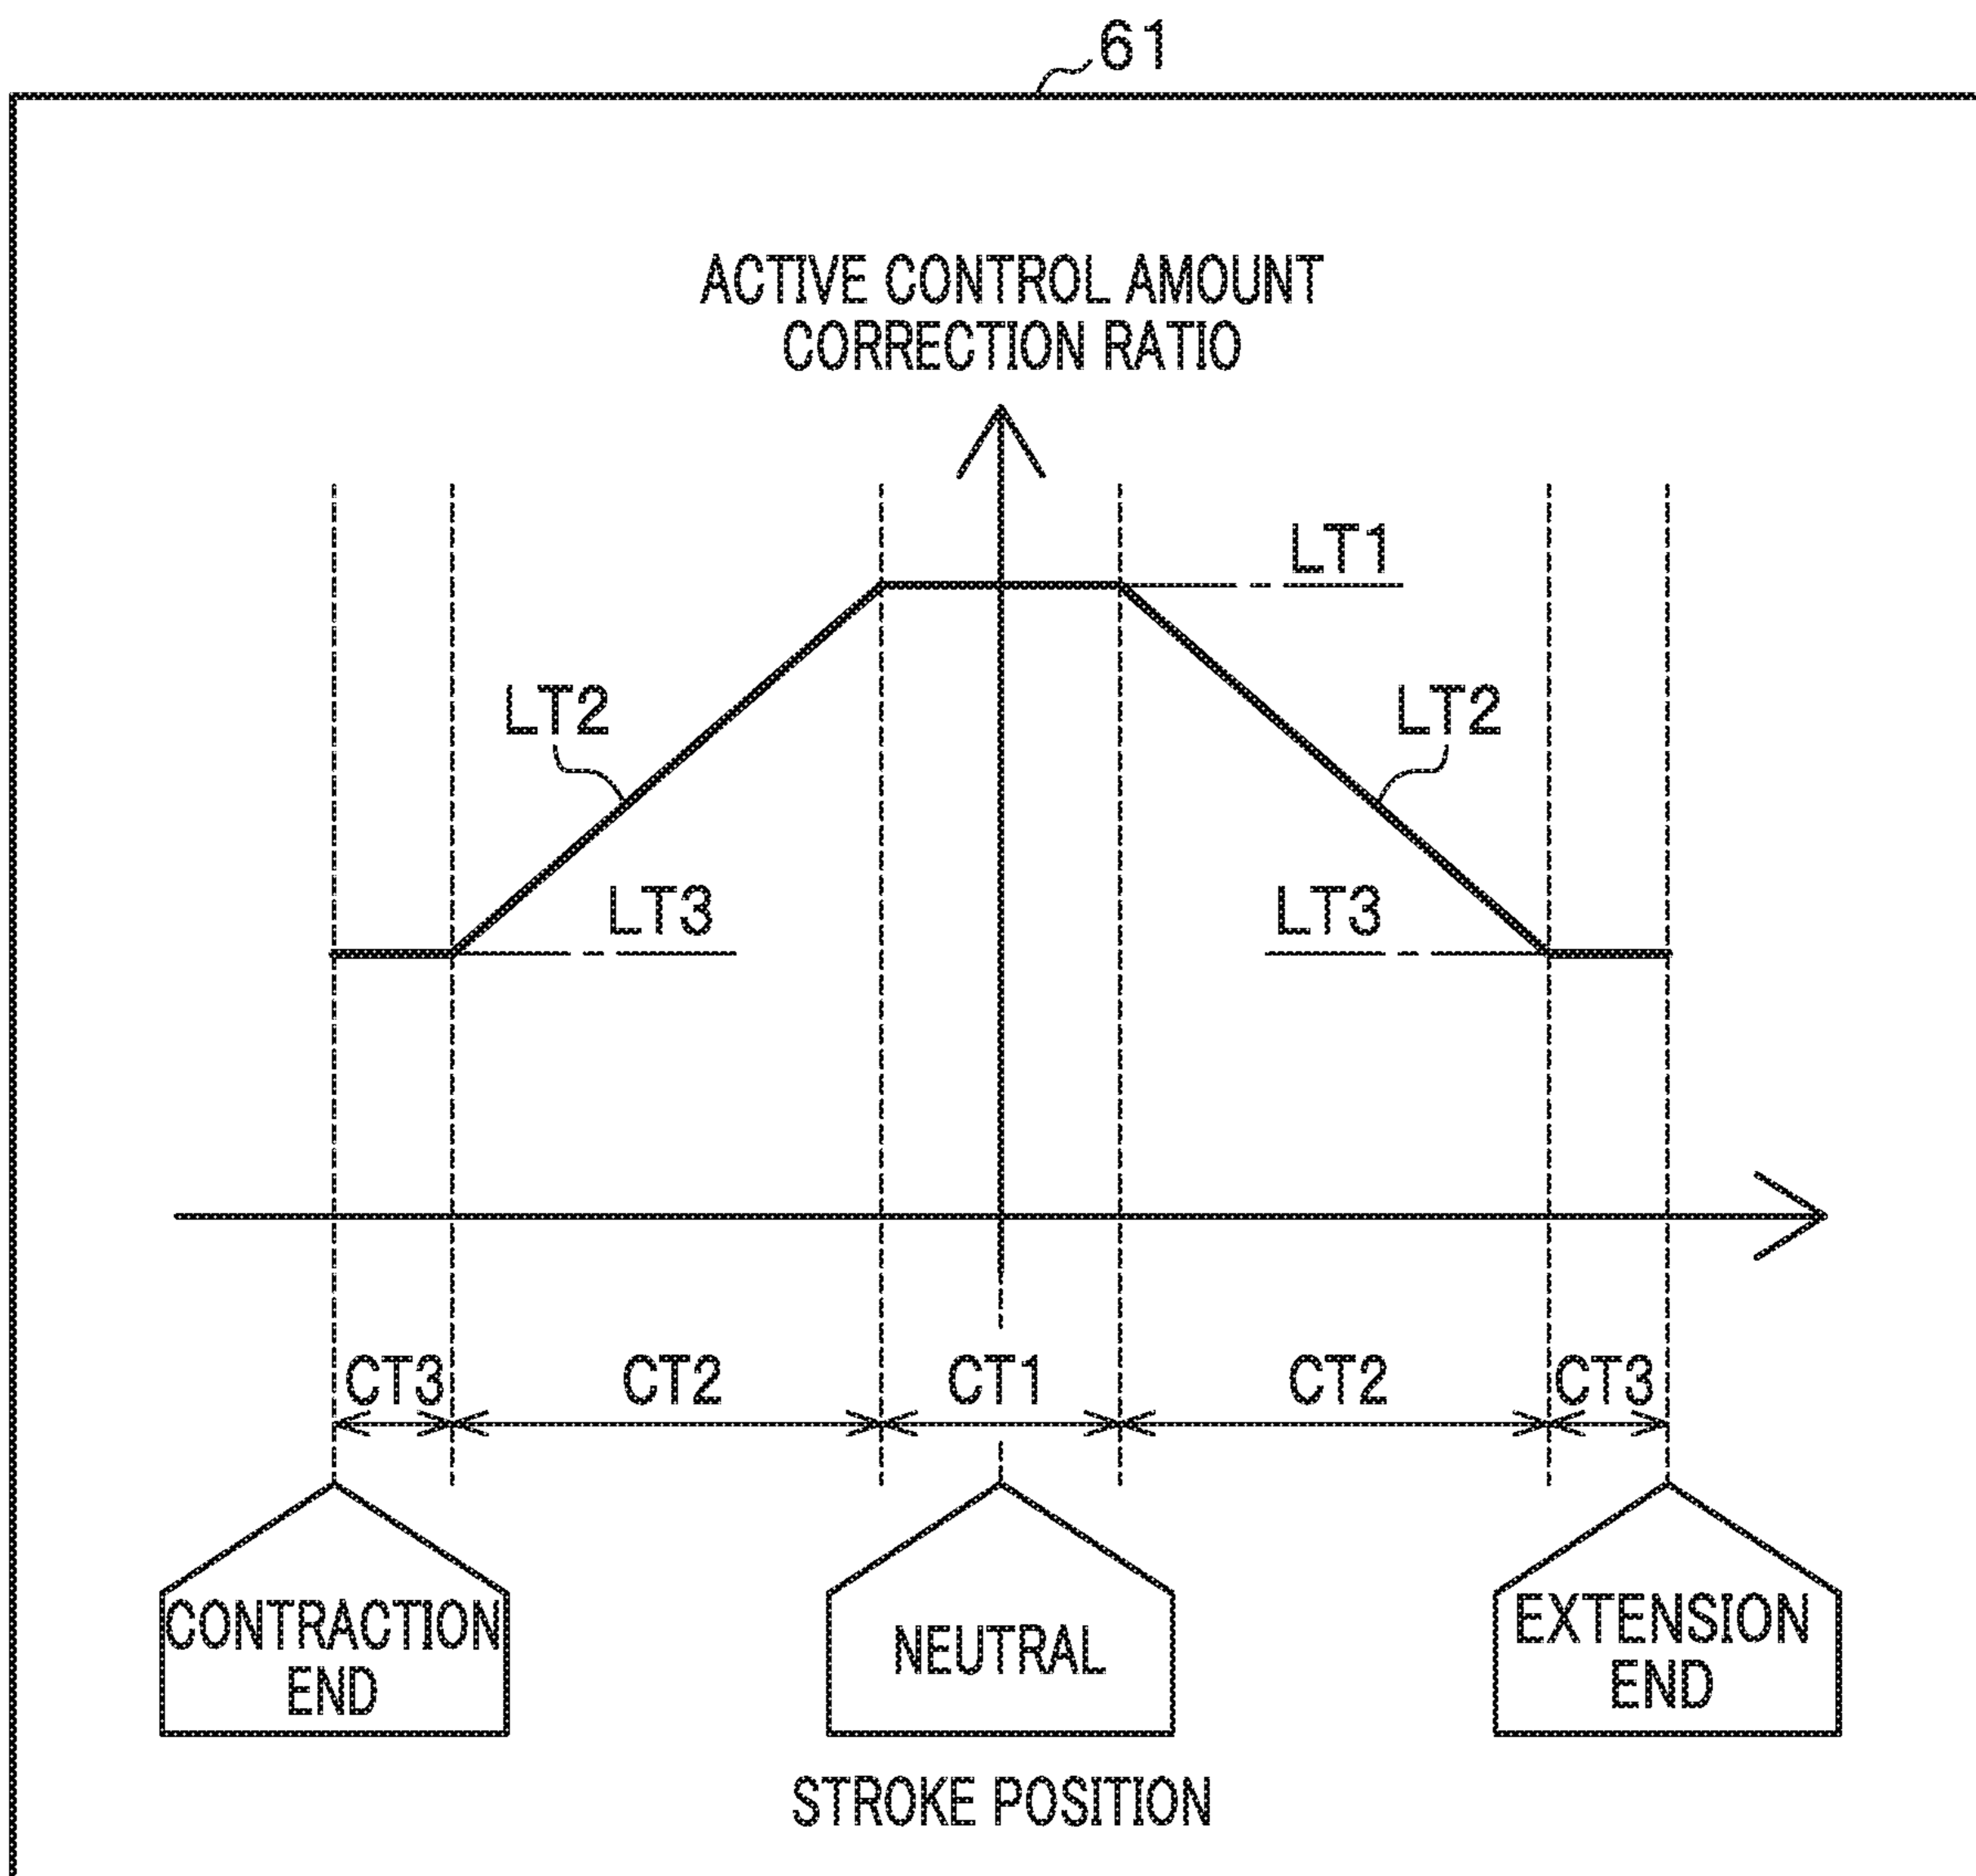 61
ACTIVE CONTROL AMOUNT
CORRECTION RATIO
LT1
LT2
LT2
LT3
LT3
CT3
CT2
CT1
CT2
CT3
CONTRACTION
END
NEUTRAL
EXTENSION
END
STROKE POSITION